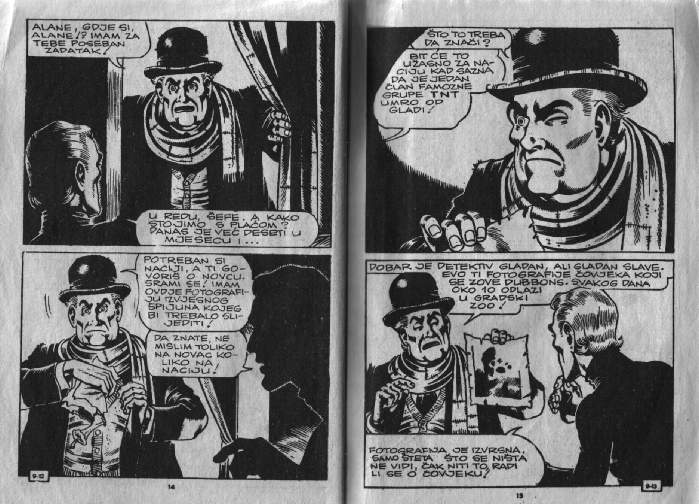 ALANE, GDJE SI,
ALANE!? IMAM ZA
TEBE POSEBAN
ZADATAK!
U REDU, ŠEFE. A KAKO
STOJIMO S PLAĆOM?
DANAS JE VEĆ DESETI U
MJESECU I ...
POTREBAN SI
NACIJI, A TI GO-
VORIŠ O NOVCU.
SRAMI SE! IMAM
OVDJE FOTOGRAFI-
JU IZVJESNOG
ŠPIJUNA KOJEG
BI TREBALO SLI-
JEDITI!
DA ZNATE, NE
MISLIM TOLIKO
NA NOVAC KO-
LIKO NA
NACIJU!
9-12
14
ŠTO TO TREBA
DA ZNAČI?
BIT ĆE TO
UŽASNO ZA NA-
CIJU KAD SAZNA
DA JE JEDAN
ČLAN FAMOZNE
GRUPE TNT
UMRO OD
GLADI!
DOBAR JE DETEKTIV GLADAN, ALI GLADAN SLAVE.
EVO TI FOTOGRAFIJE ČOVJEKA KOJI
SE ZOVE DUBBONS. SVAKOG DANA
OKO 10 ODLAZI
U GRADSKI
ZOO!
FOTOGRAFIJA JE IZVRSNA.
SAMO ŠTETA ŠTO SE NIŠTA
NE VIDI, ČAK NITI TO, RADI
LI SE O ČOVJEKU!
9-13
15